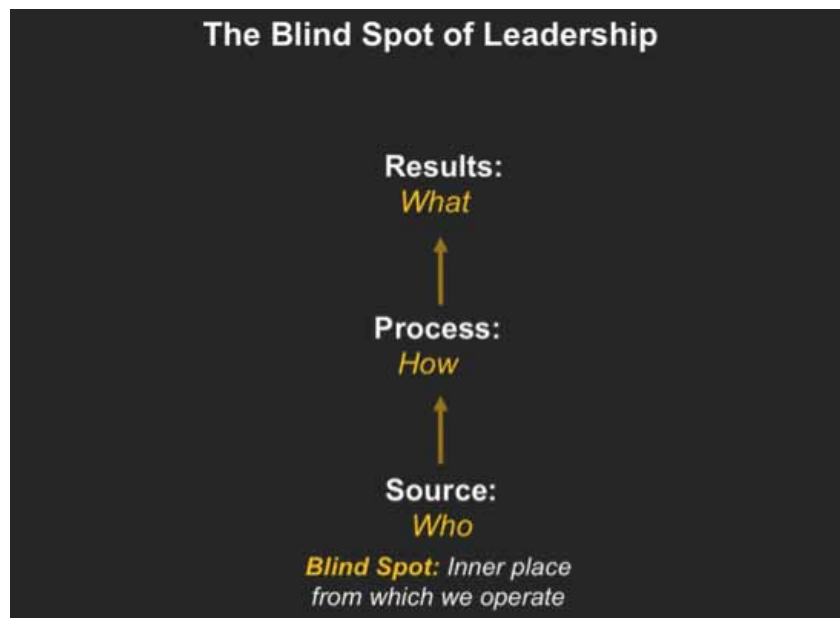 The Blind Spot of Leadership
Results:
What
Process:
How
Source:
Who
Blind Spot: Inner place
from which we operate